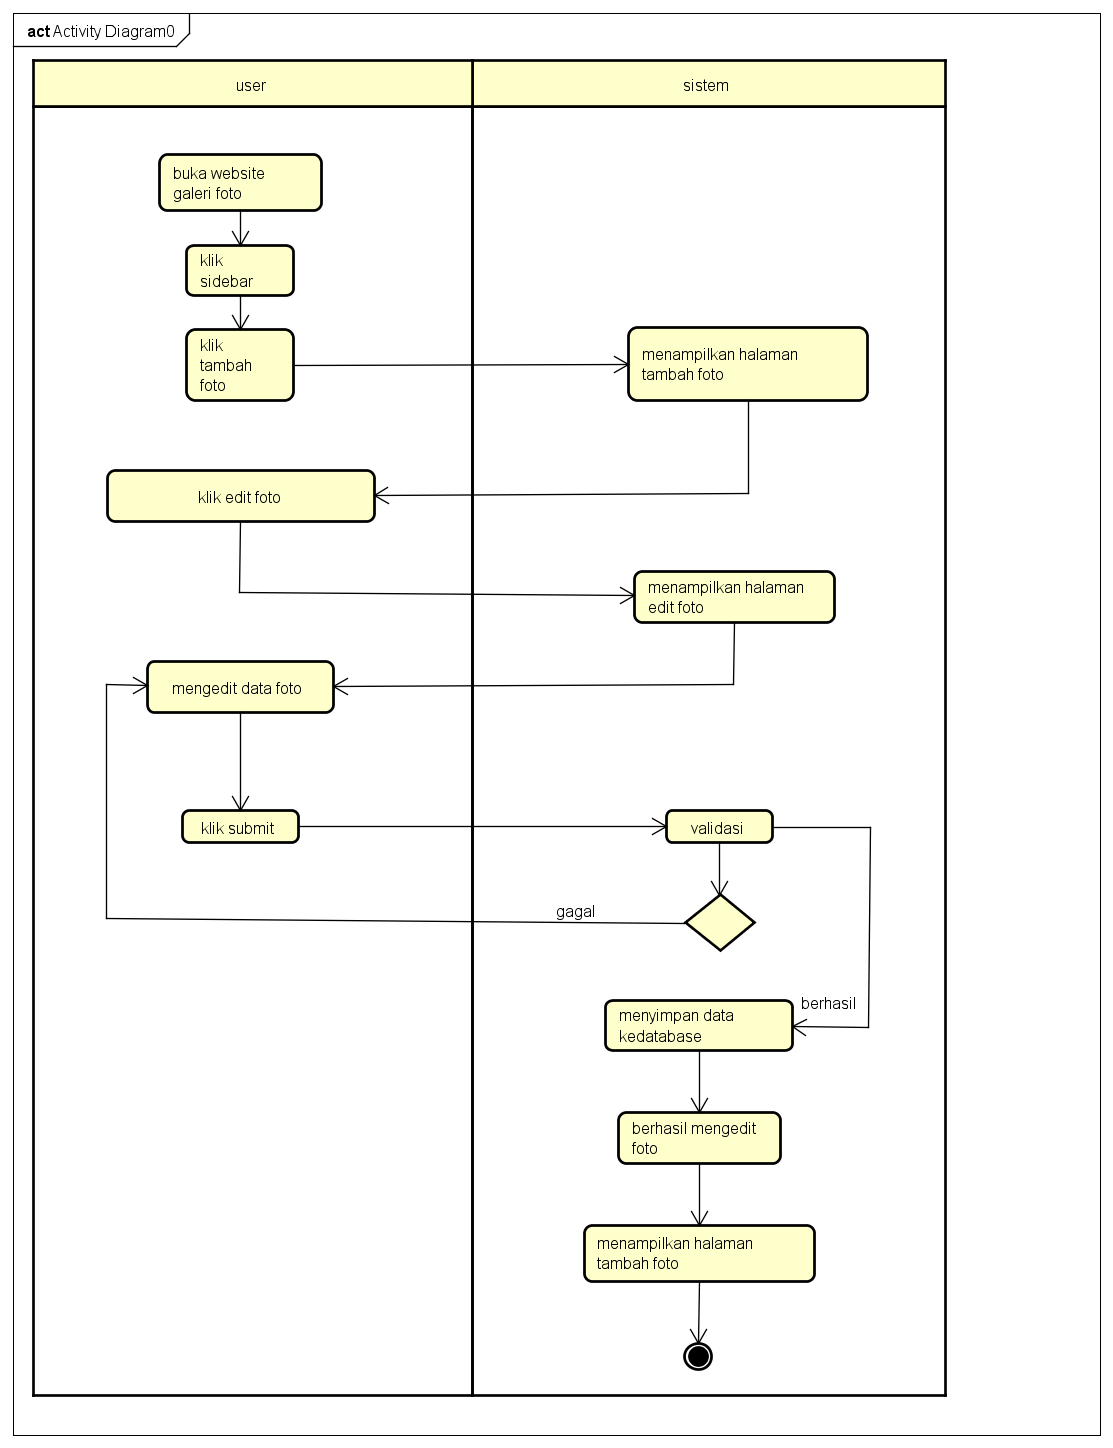 act Activity Diagram0
user
sistem
buka website
galeri foto
klik
sidebar
klik
tambah
foto
menampilkan halaman
tambah foto
klik edit foto
menampilkan halaman
edit foto
mengedit data foto
klik submit
validasi
gagal
berhasil
menyimpan data
kedatabase
berhasil mengedit
foto
menampilkan halaman
tambah foto